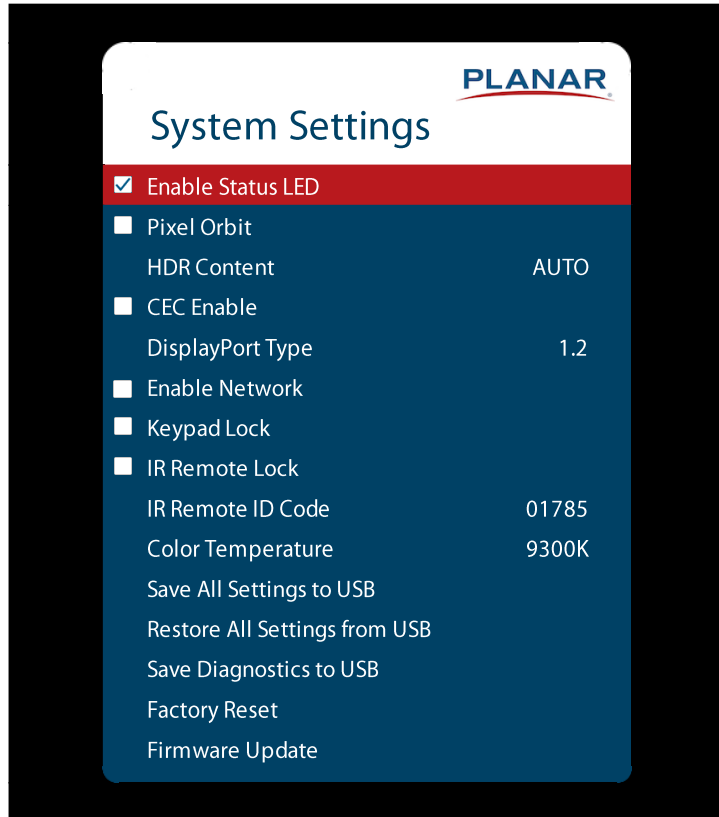 PLANAR
System Settings
Enable Status LED
Pixel Orbit
HDR Content AUTO
CEC Enable
DisplayPort Type 1.2
Enable Network
Keypad Lock
IR Remote Lock
IR Remote ID Code 01785
Color Temperature 9300K
Save All Settings to USB
Restore All Settings from USB
Save Diagnostics to USB
Factory Reset
Firmware Update